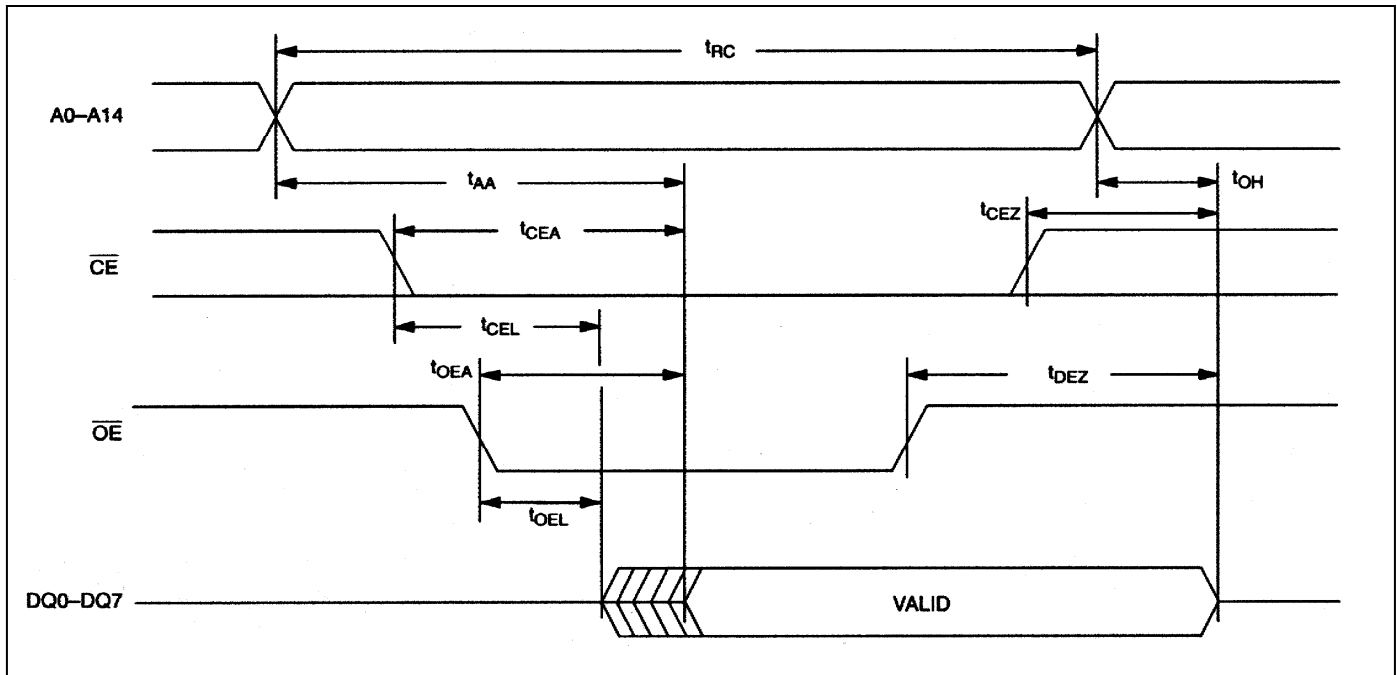 tRC
A0–A14
tAA
tOH
tCEZ
tCEA
CE
tCEL
tOEA
tDEZ
OE
tOEL
DQ0–DQ7
VALID